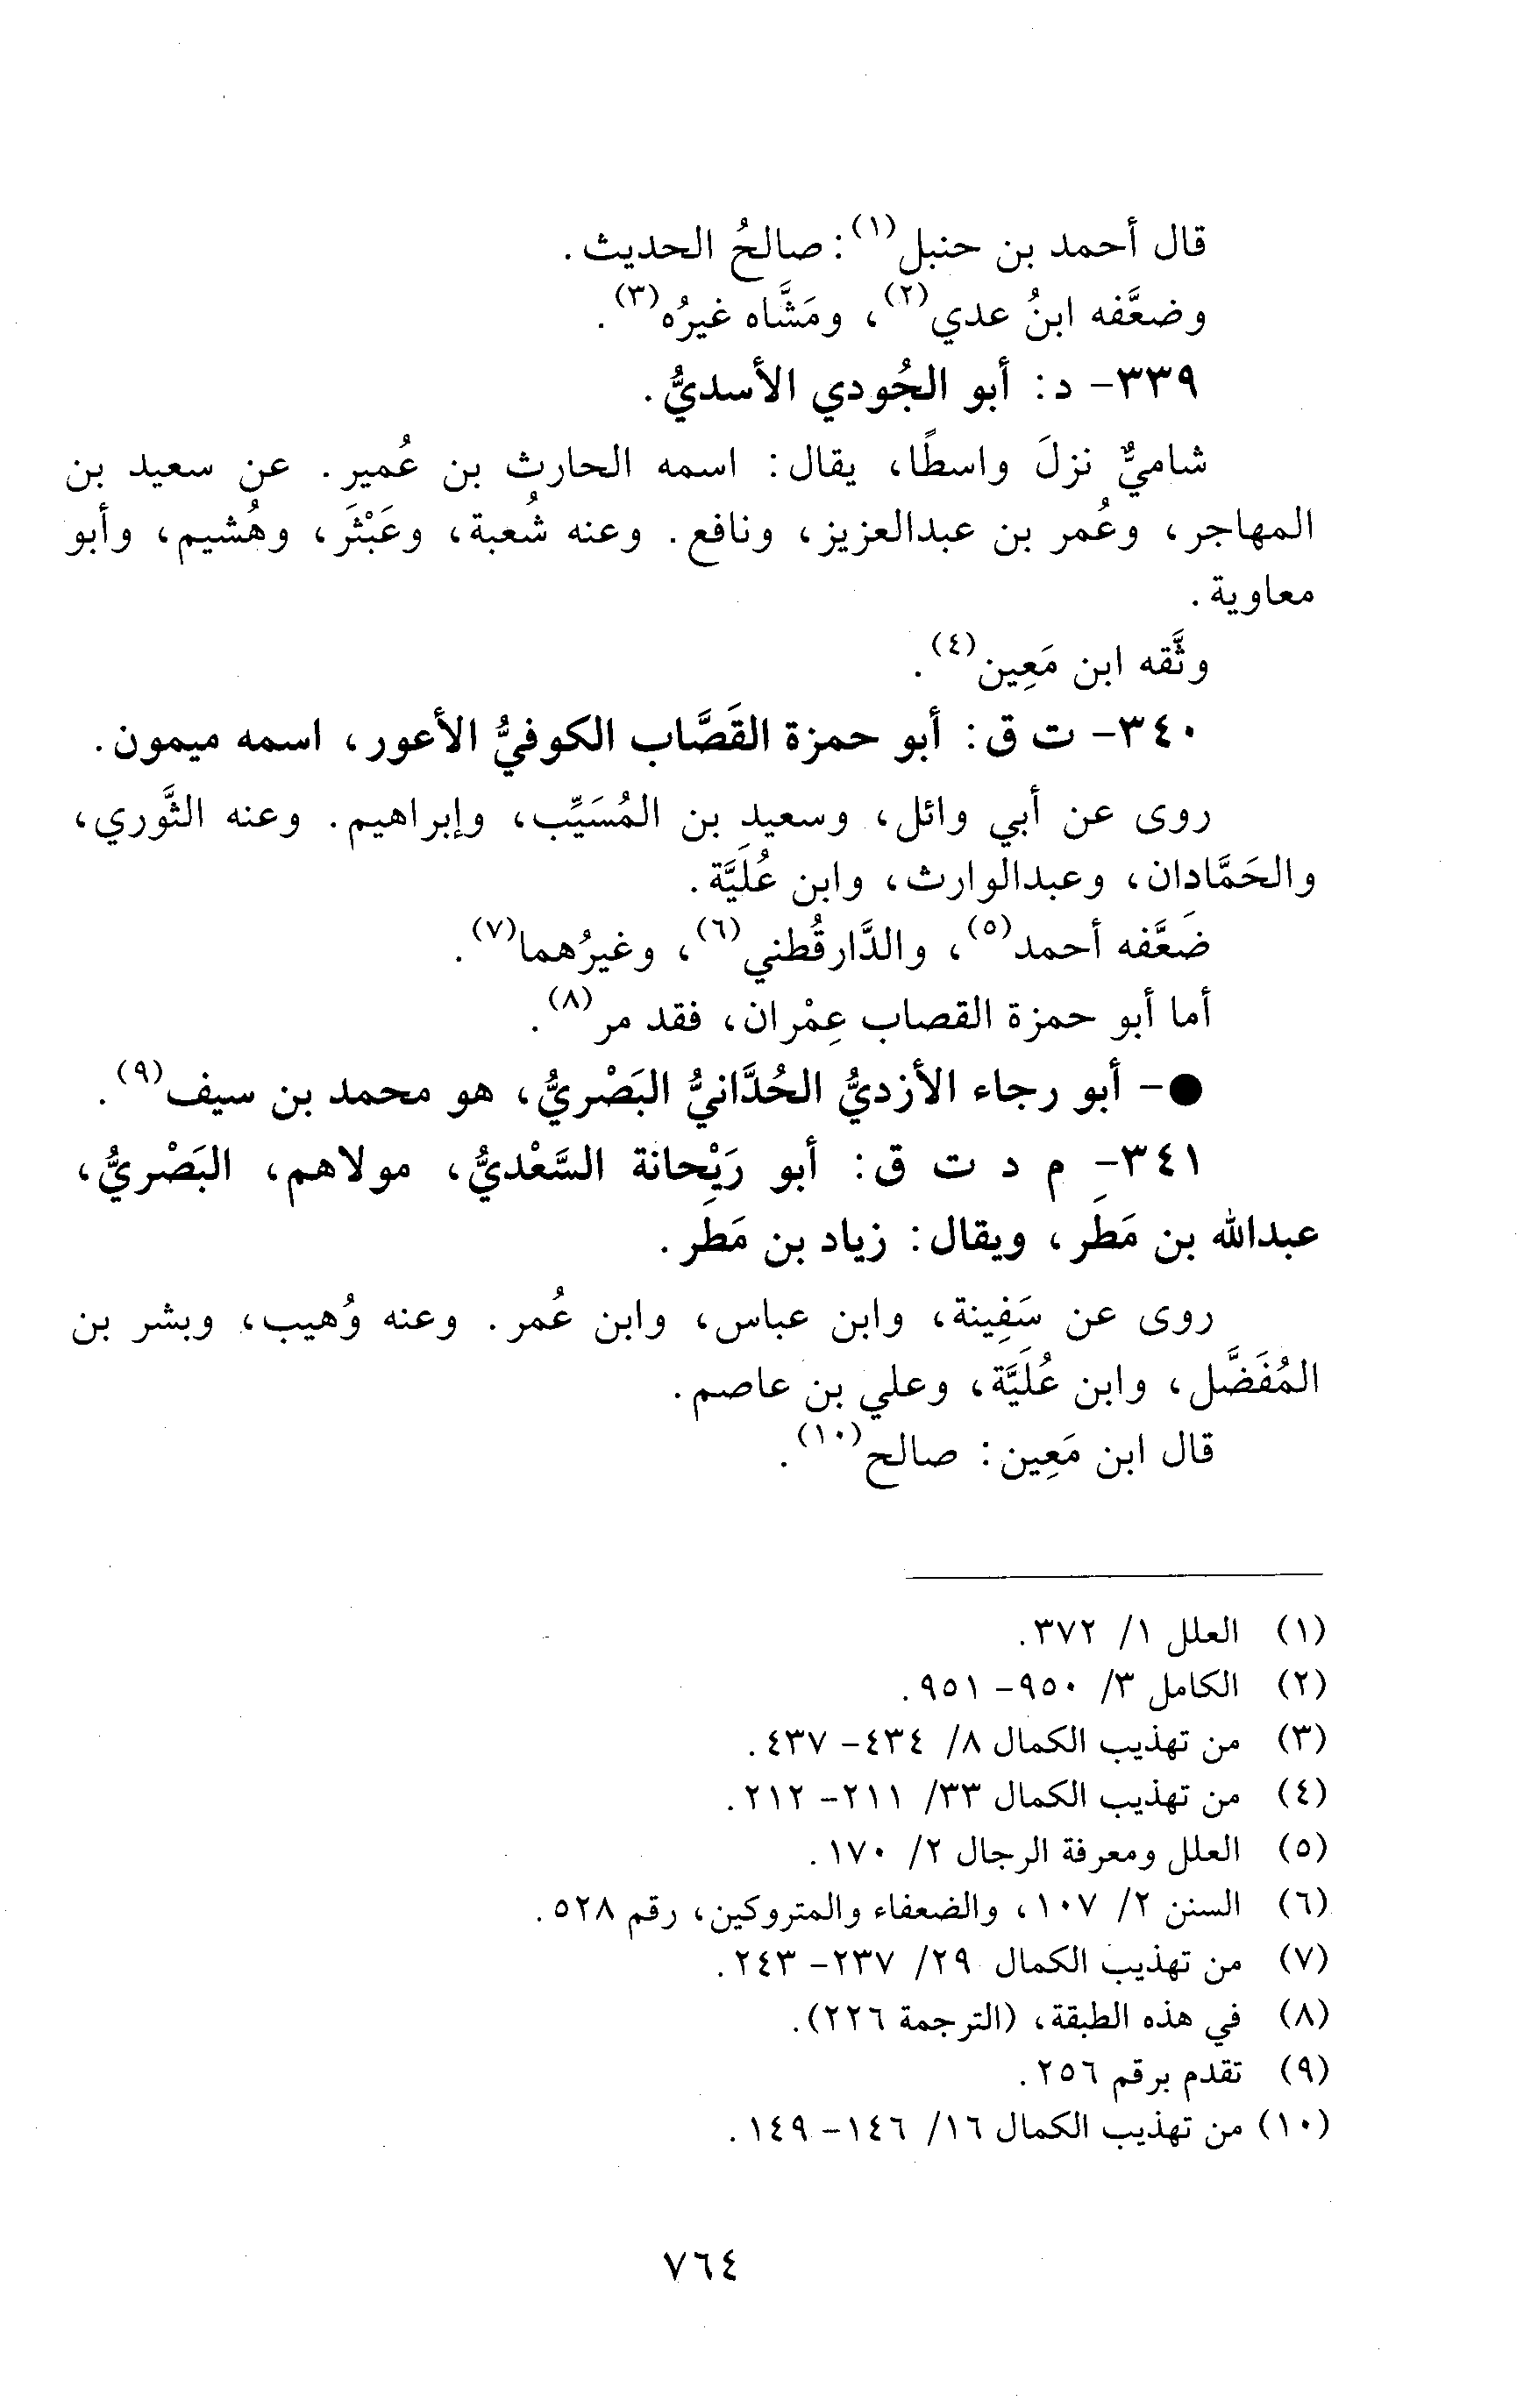 قال أحمد بن حنبل(١): صالحُ الحديث.
وضعَّفه ابنُ عدي(٢)، ومَشَّاه غيرُه(٣).
٣٣٩- د: أبو الجُودي الأسديُّ.
شاميٌّ نزلَ واسطًا، يقال: اسمه الحارث بن عُمير. عن سعيد بن
المهاجر، وعُمر بن عبدالعزيز، ونافع. وعنه شُعبة، وعَبْثَر، وهُشيم، وأبو
معاوية.
وثَّقه ابن مَعِين(٤).
٣٤٠- ت ق: أبو حمزة القَصَّاب الكوفيُّ الأعور، اسمه ميمون.
روى عن أبي وائل، وسعيد بن المُسَيِّب، وإبراهيم. وعنه الثَّوري،
والحَمَّادان، وعبدالوارث، وابن عُلَيَّة.
ضَعَّفه أحمد(٥)، والدَّارقُطني(٦)، وغيرُهما(٧).
أما أبو حمزة القصاب عِمْران، فقد مر(٨).
●- أبو رجاء الأزديُّ الحُدَّانيُّ البَصْريُّ، هو محمد بن سيف(٩).
٣٤١- م د ت ق: أبو رَيْحانة السَّعْديُّ، مولاهم، البَصْريُّ،
عبدالله بن مَطَر، ويقال: زياد بن مَطَر.
روى عن سَفِينة، وابن عباس، وابن عُمر. وعنه وُهيب، وبشر بن
المُفَضَّل، وابن عُلَيَّة، وعلي بن عاصم.
قال ابن مَعِين: صالح(١٠).
(١) العلل ١/ ٣٧٢.
(٢) الكامل ٣/ ٩٥٠- ٩٥١.
(٣) من تهذيب الكمال ٨/ ٤٣٤- ٤٣٧.
(٤) من تهذيب الكمال ٣٣/ ٢١١- ٢١٢.
(٥) العلل ومعرفة الرجال ٢/ ١٧٠.
(٦) السنن ٢/ ١٠٧، والضعفاء والمتروكين، رقم ٥٢٨.
(٧) من تهذيب الكمال ٢٩/ ٢٣٧- ٢٤٣.
(٨) في هذه الطبقة، (الترجمة ٢٢٦).
(٩) تقدم برقم ٢٥٦.
(١٠) من تهذيب الكمال ١٦/ ١٤٦- ١٤٩.
٧٦٤